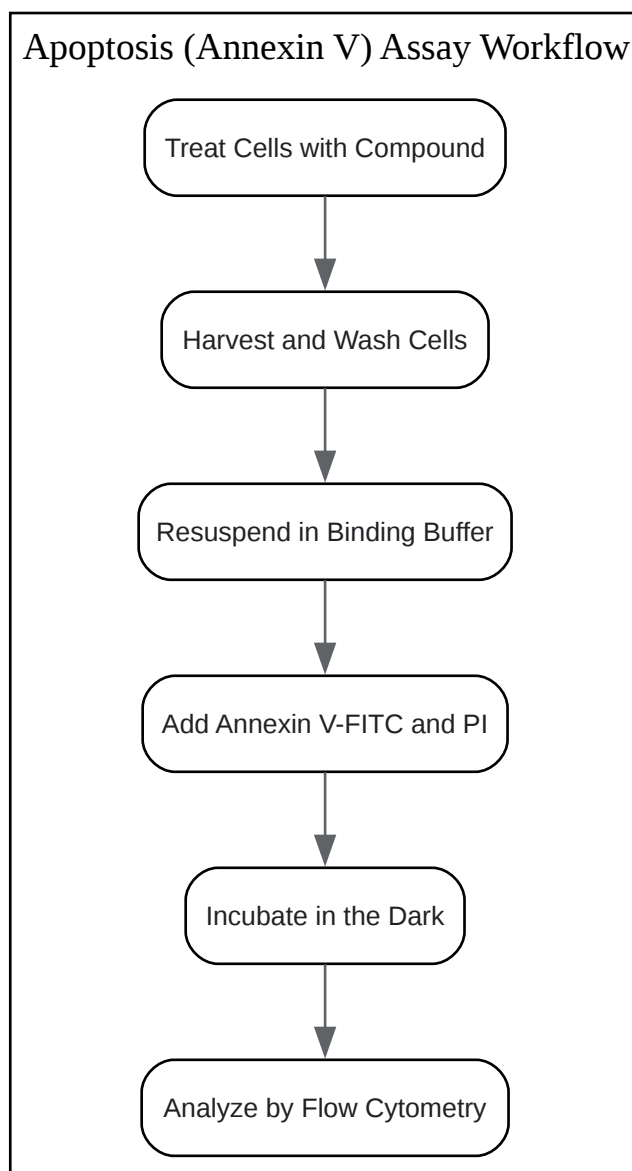 Apoptosis (Annexin V) Assay Workflow
Treat Cells with Compound
Harvest and Wash Cells
Resuspend in Binding Buffer
Add Annexin V-FITC and PI
Incubate in the Dark
Analyze by Flow Cytometry